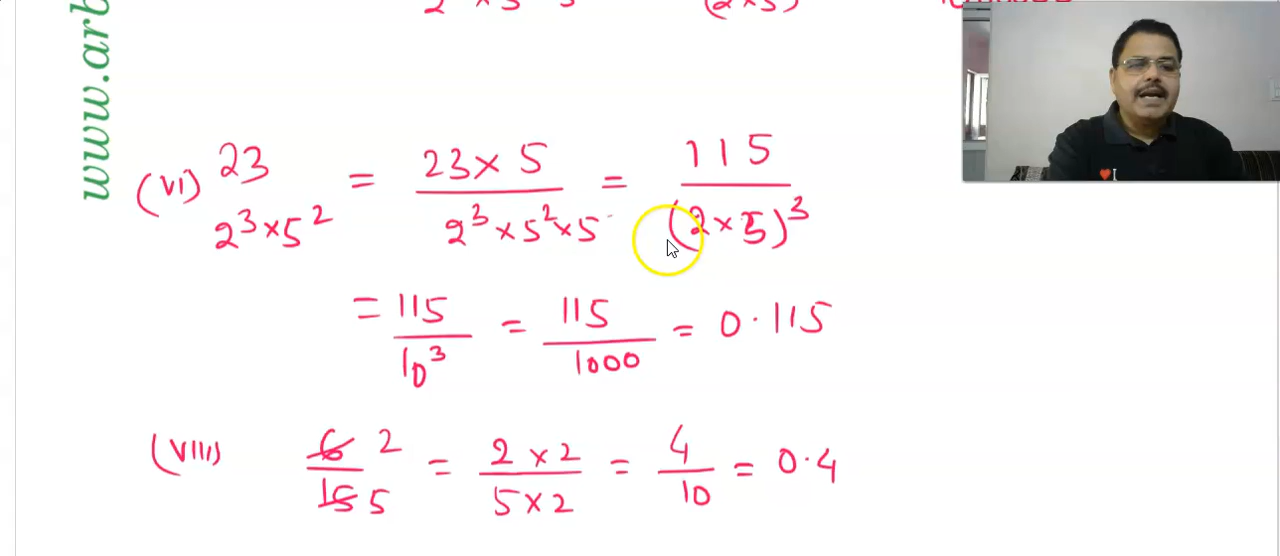 www.arb
(VI) 23 / 2³×5² = 23×5 / 2³×5²×5 = 115 / (2×5)³
= 115 / 10³ = 115 / 1000 = 0.115
(VIII) 6 2 / 15 5 = 2×2 / 5×2 = 4 / 10 = 0.4